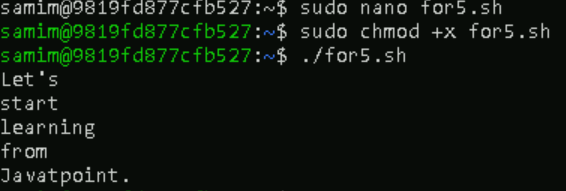 samim@9819fd877cfb527:~$ sudo nano for5.sh
samim@9819fd877cfb527:~$ sudo chmod +x for5.sh
samim@9819fd877cfb527:~$ ./for5.sh
Let's
start
learning
from
Javatpoint.